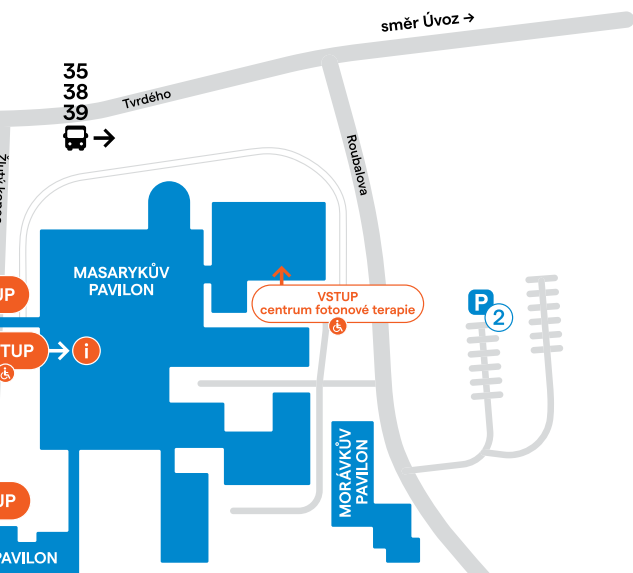 směr Úvoz →
35
38
39
→
Tvrdého
Roubalova
MASARYKŮV
PAVILON
VSTUP
centrum fotonové terapie
P
2
UP
TUP → i
MORÁVKŮV
PAVILON
UP
PAVILON